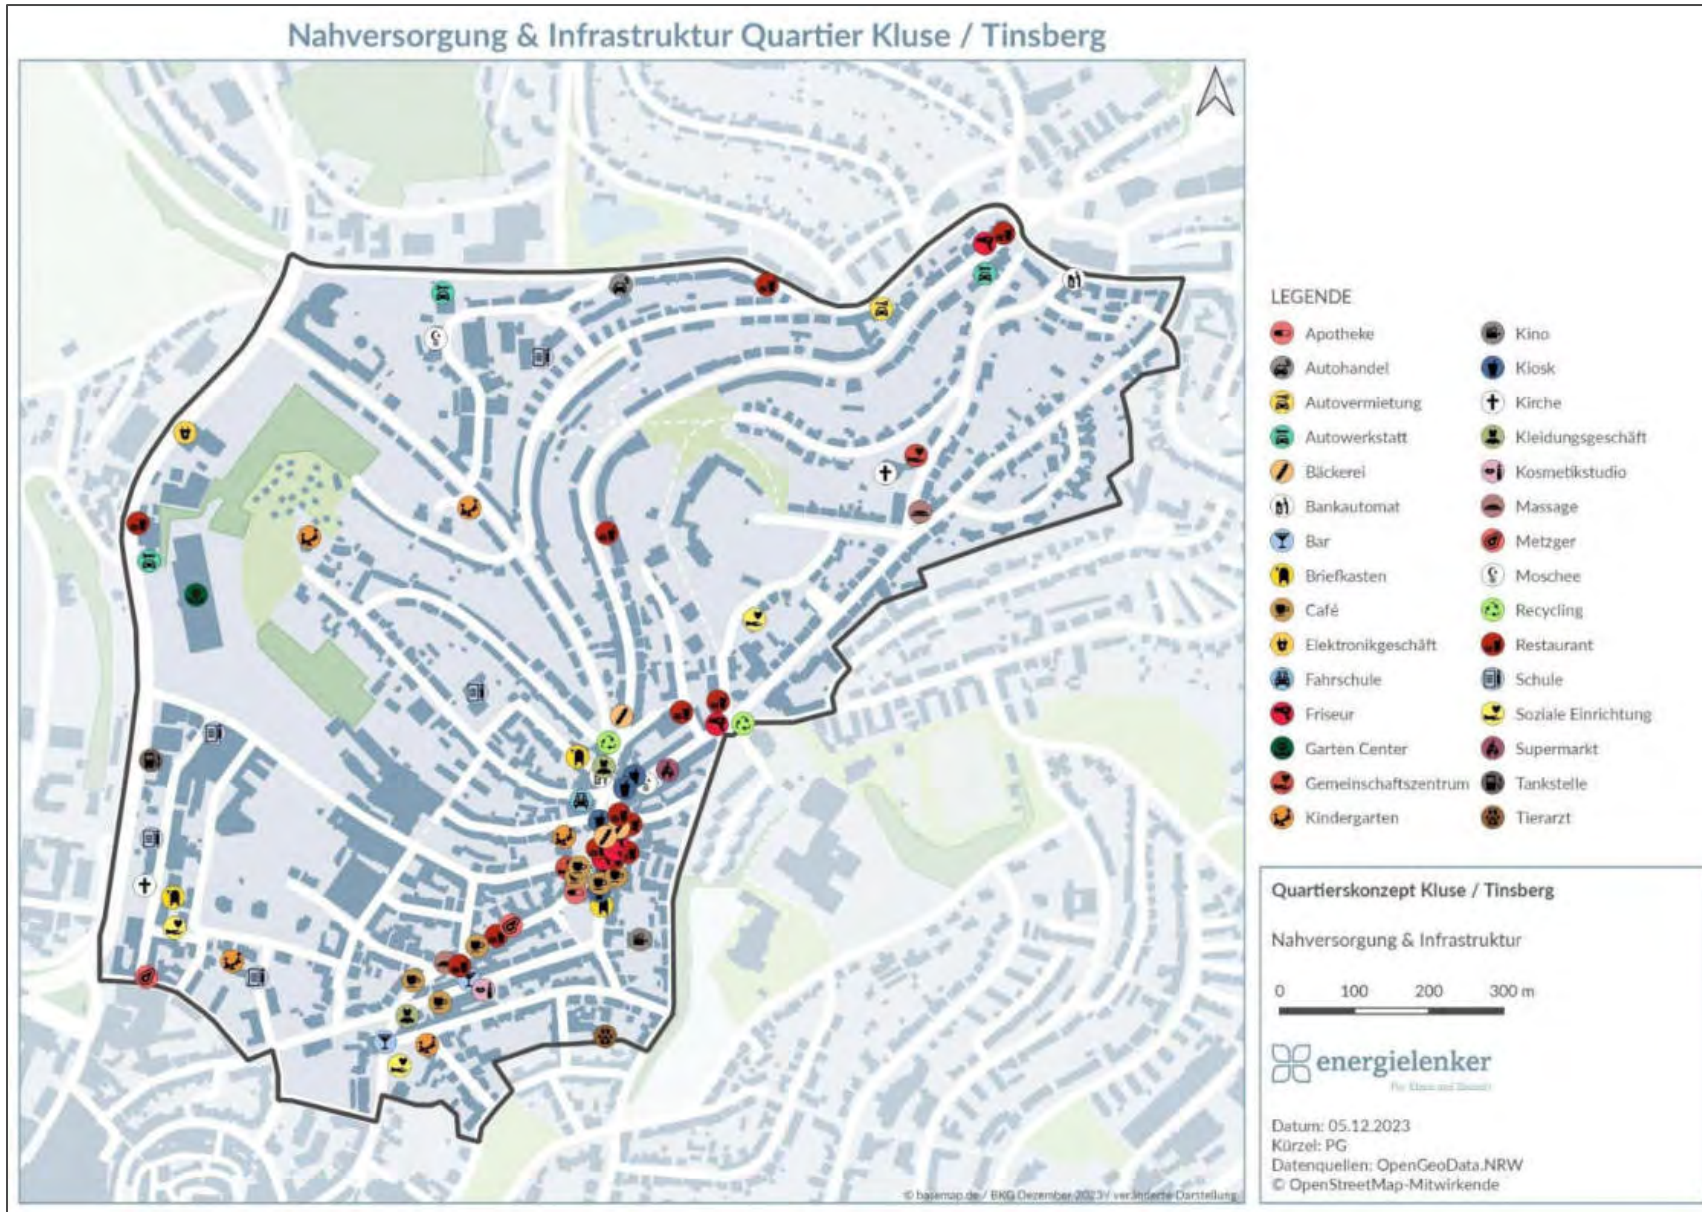 Nahversorgung & Infrastruktur Quartier Kluse / Tinsberg
LEGENDE
Apotheke
Autohandel
Autovermietung
Autowerkstatt
Bäckerei
Bankautomat
Bar
Briefkasten
Café
Elektronikgeschäft
Fahrschule
Friseur
Garten Center
Gemeinschaftszentrum
Kindergarten
Kino
Kiosk
Kirche
Kleidungsgeschäft
Kosmetikstudio
Massage
Metzger
Moschee
Recycling
Restaurant
Schule
Soziale Einrichtung
Supermarkt
Tankstelle
Tierarzt
Quartierskonzept Kluse / Tinsberg
Nahversorgung & Infrastruktur
0 100 200 300 m
energielenker
Datum: 05.12.2023
Kürzel: PG
Datenquellen: OpenGeoData.NRW
© OpenStreetMap-Mitwirkende
© basemap.de / BKG Dezember 2023 / veränderte Darstellung